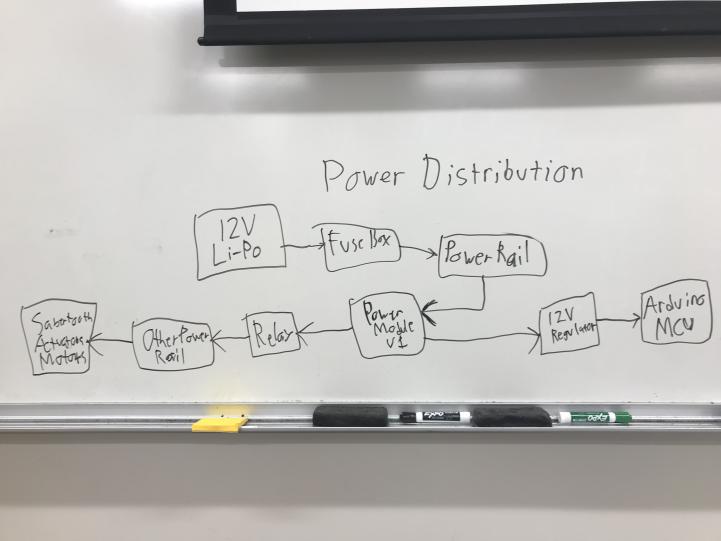 Power Distribution
12V
Li-Po
Fuse Box
Power Rail
Sabertooth
Actuators
Motors
Other Power
Rail
Relay
Power
Module
v1
12V
Regulator
Arduino
MCU
EXPO
EXPO